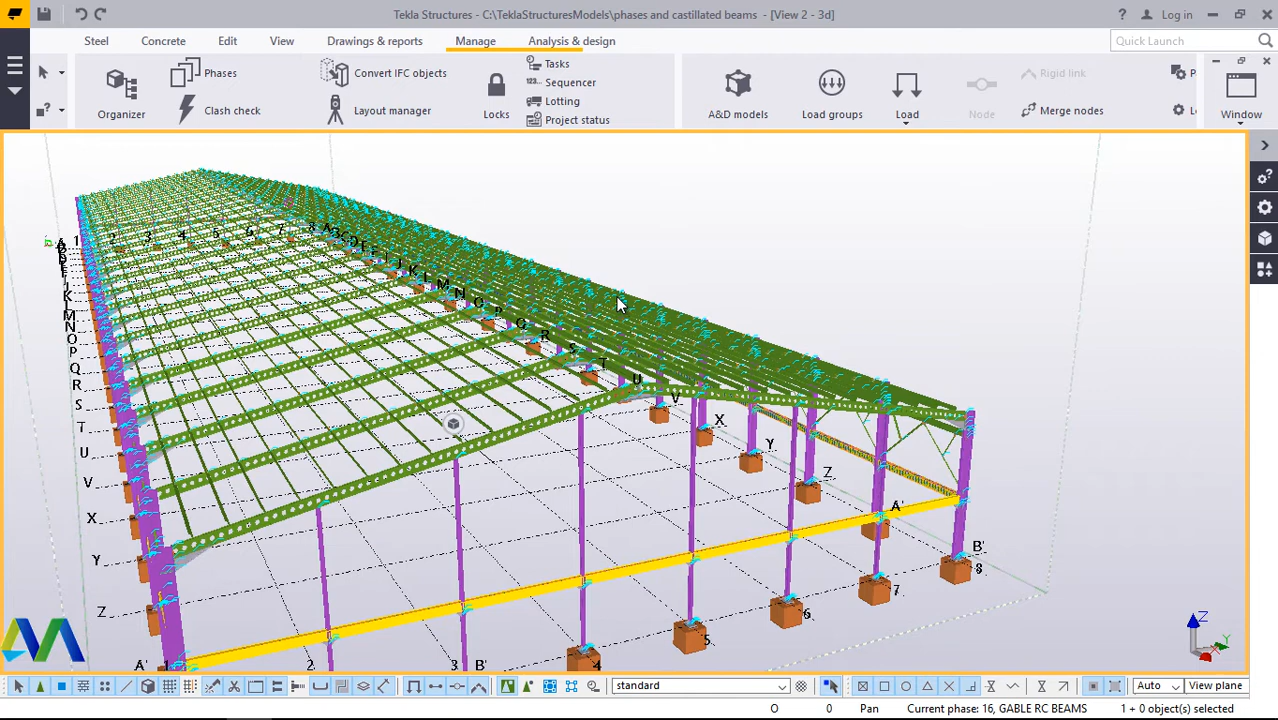 Tekla Structures - C:\TeklaStructuresModels\phases and castillated beams - [View 2 - 3d]
Log in
Steel Concrete Edit View Drawings & reports Manage Analysis & design
Quick Launch
Organizer
Phases
Clash check
Convert IFC objects
Layout manager
Locks
Tasks
Sequencer
Lotting
Project status
A&D models
Load groups
Load
Node
Rigid link
Merge nodes
P
Window
1 2 3 4 5 6 7 8 A B C D E
I J K L M N O P Q R S T U V X Y Z A' B'
J
K
L
M
N
O
P
Q
R
S
T
U
V
X
Y
Z
A' 1 2 3 B' 4 5 6 7 8
Z
Y
standard
Auto
View plane
O 0 Pan Current phase: 16, GABLE RC BEAMS 1 + 0 object(s) selected